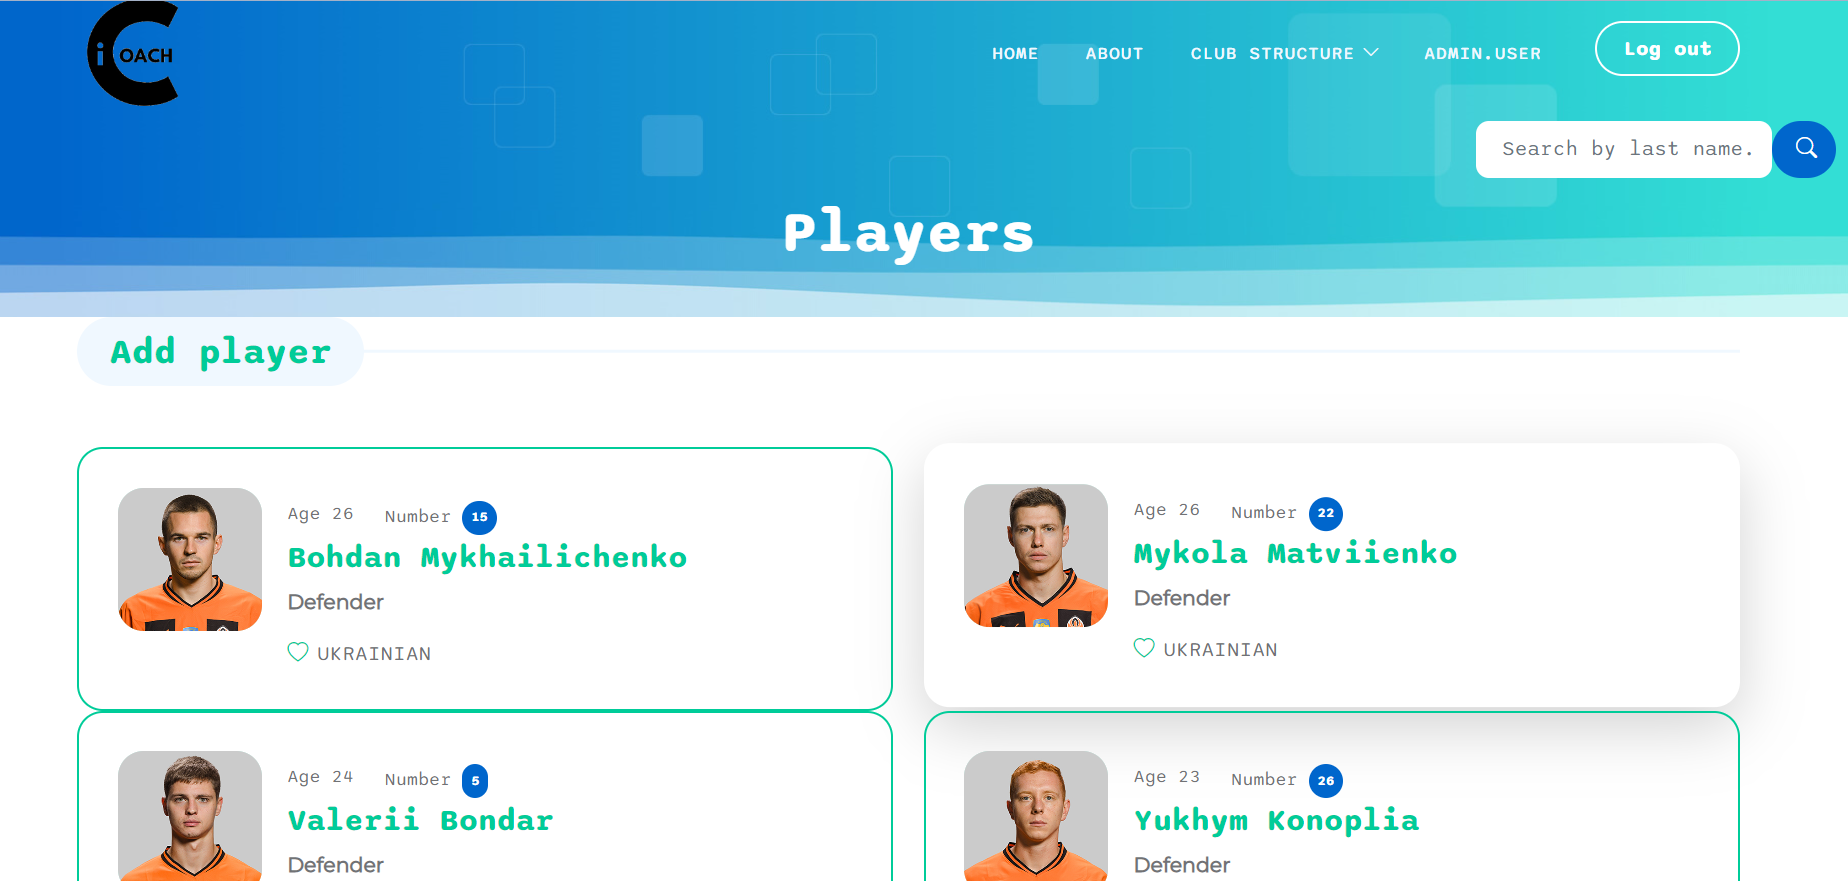 iCOACH
HOME ABOUT CLUB STRUCTURE ADMIN.USER Log out
Search by last name.
Players
Add player
Age 26 Number 15
Bohdan Mykhailichenko
Defender
UKRAINIAN
Age 26 Number 22
Mykola Matviienko
Defender
UKRAINIAN
Age 24 Number 5
Valerii Bondar
Defender
Age 23 Number 26
Yukhym Konoplia
Defender